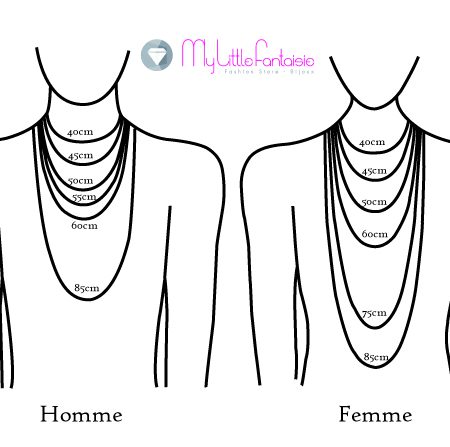 MyLittleFantaisie
Fashion Store - Bijoux
40cm
45cm
50cm
55cm
60cm
85cm
Homme
40cm
45cm
50cm
60cm
75cm
85cm
Femme